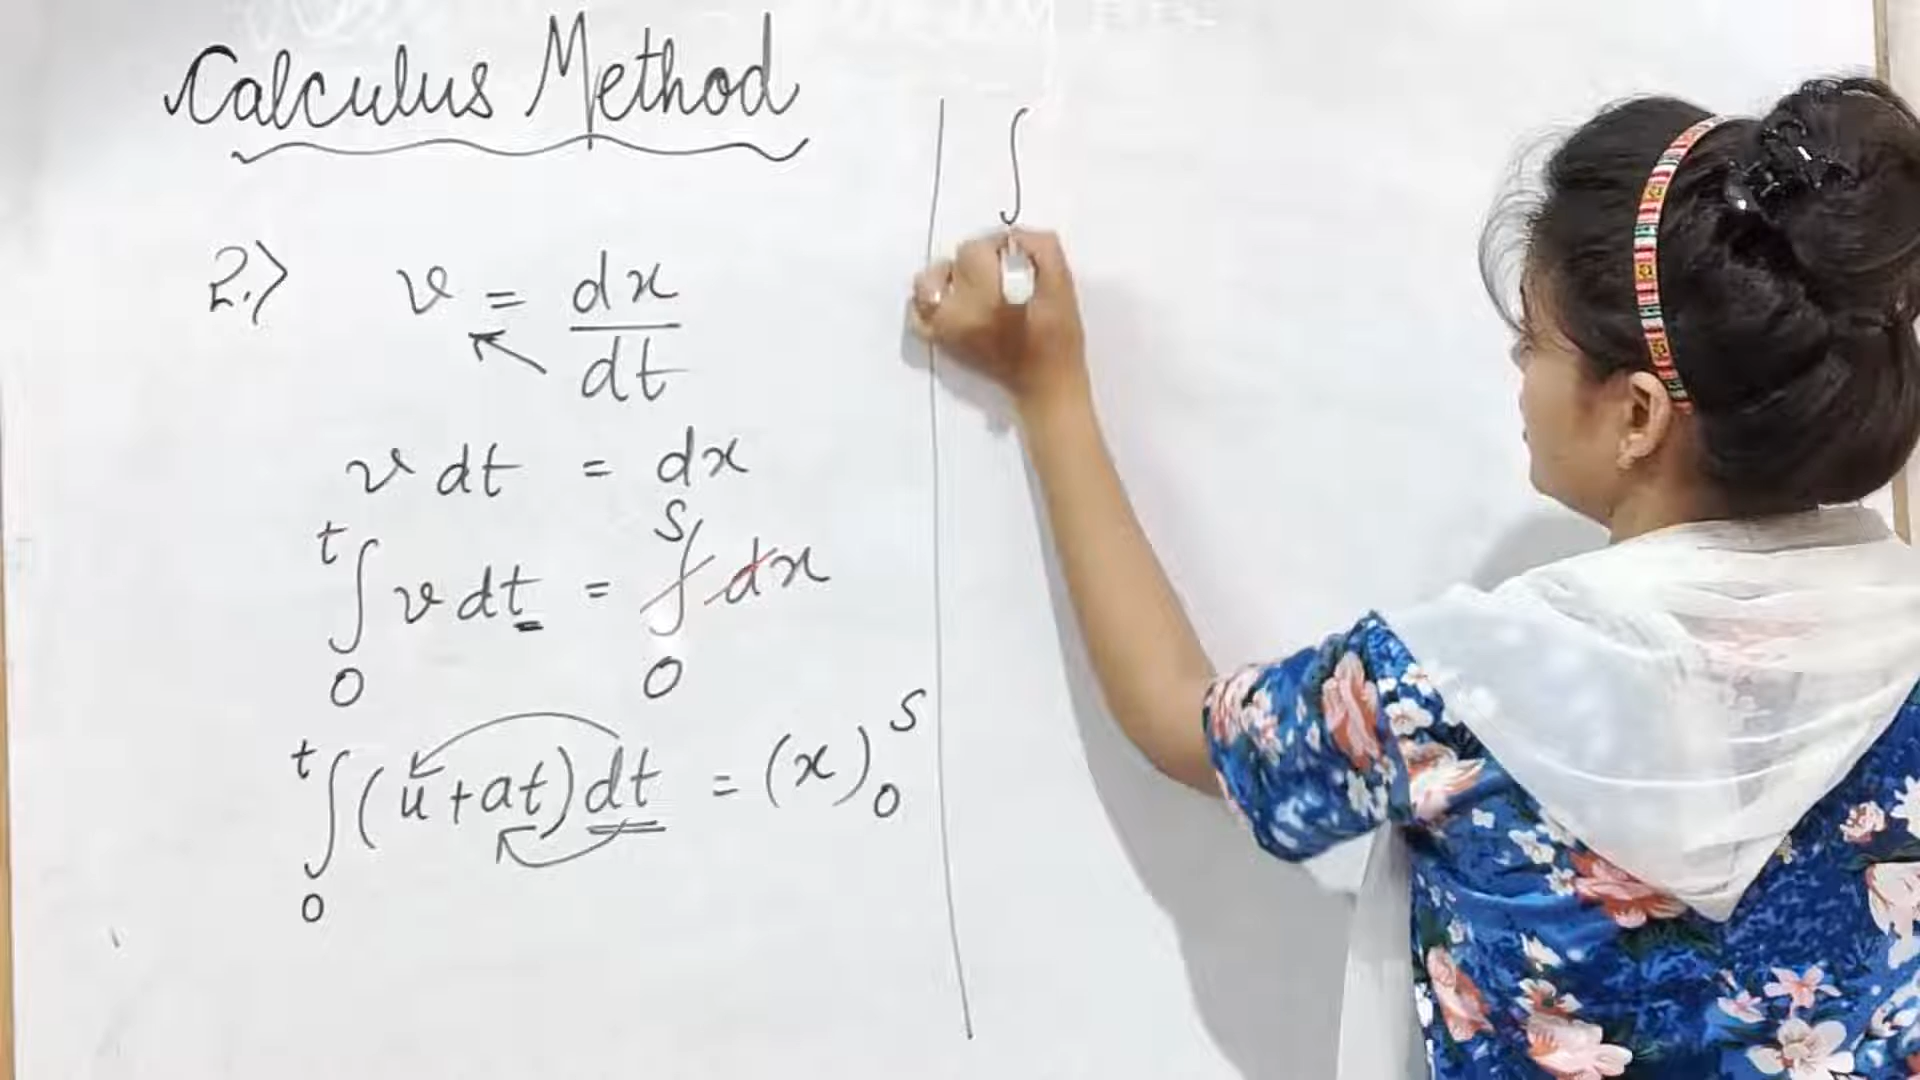 Calculus Method
2.) v = dx/dt
v dt = dx
∫₀ᵗ v dt = ∫₀ˢ dx
∫₀ᵗ (u+at) dt = (x)₀ˢ
∫